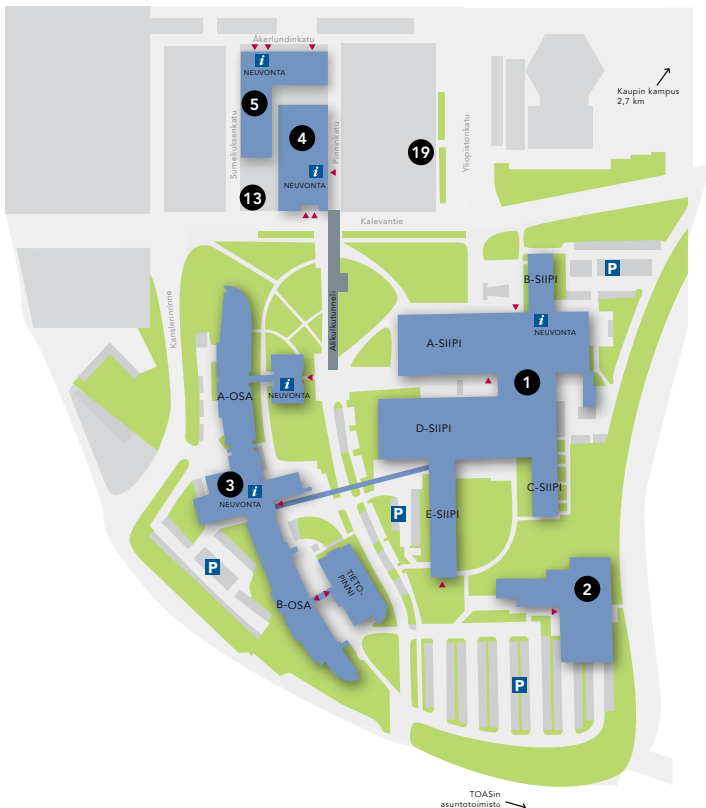 Åkerlundinkatu
i
NEUVONTA
5
4
Sumeliuksenkatu
Pinninkatu
i
NEUVONTA
13
19
Yliopistonkatu
Kaupin kampus
2,7 km
Kalevantie
Kanslerinrinne
Alikulkutunneli
P
B-SIIPI
i
NEUVONTA
A-SIIPI
1
A-OSA
i
NEUVONTA
D-SIIPI
3
i
NEUVONTA
C-SIIPI
E-SIIPI
P
P
TIETO-
PINNI
B-OSA
2
P
TOASin
asuntotoimisto